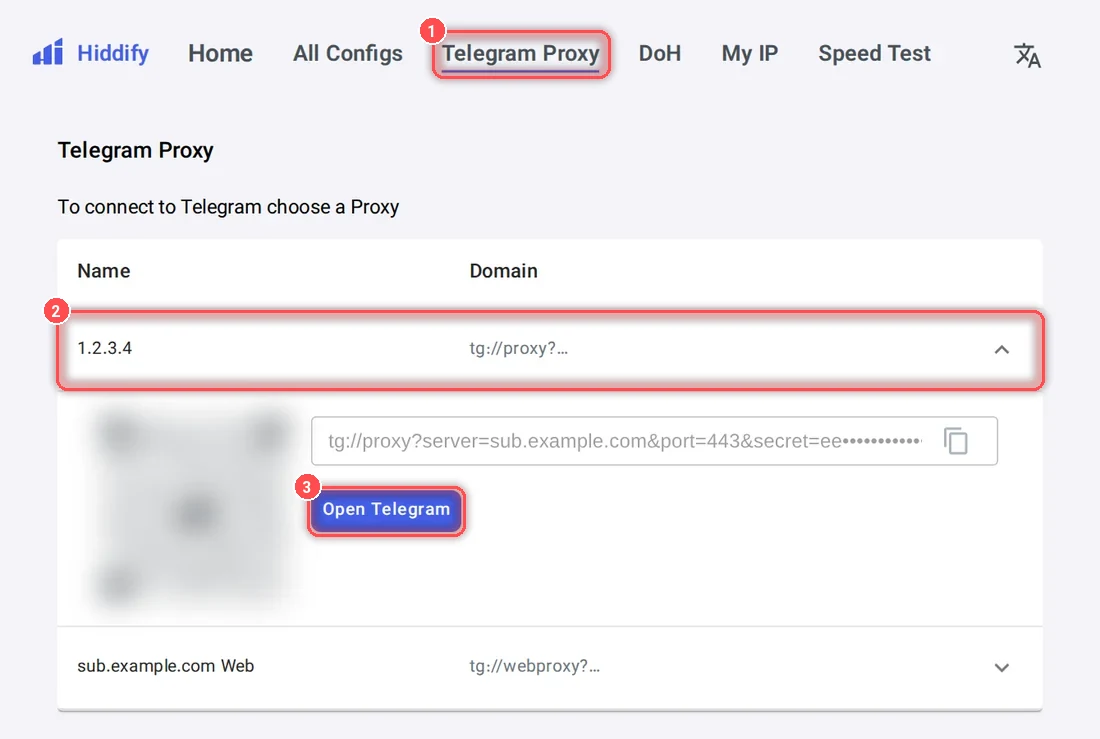 Hiddify Home All Configs Telegram Proxy DoH My IP Speed Test
1
Telegram Proxy
To connect to Telegram choose a Proxy
Name Domain
2
1.2.3.4 tg://proxy?...
tg://proxy?server=sub.example.com&port=443&secret=ee••••••••••••
3
Open Telegram
sub.example.com Web tg://webproxy?...